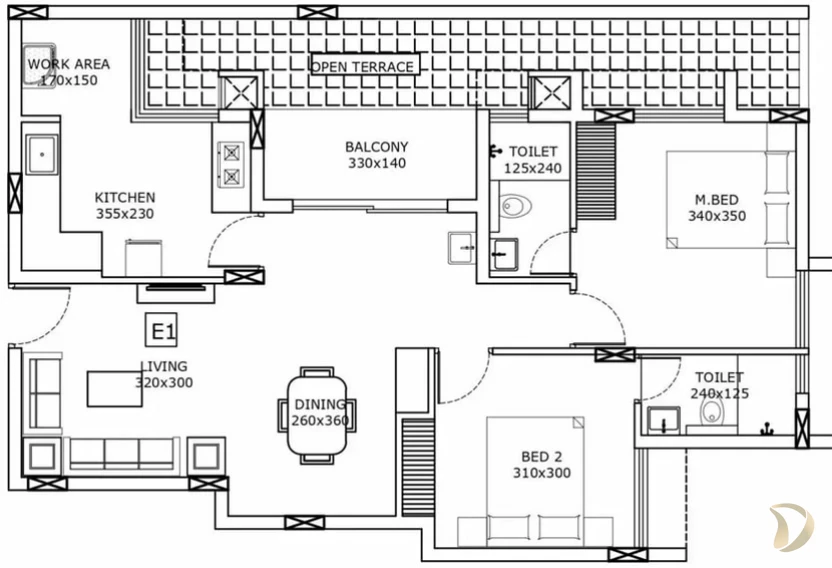 OPEN TERRACE
WORK AREA
170x150
BALCONY
330x140
TOILET
125x240
KITCHEN
355x230
M.BED
340x350
E1
LIVING
320x300
DINING
260x360
TOILET
240x125
BED 2
310x300